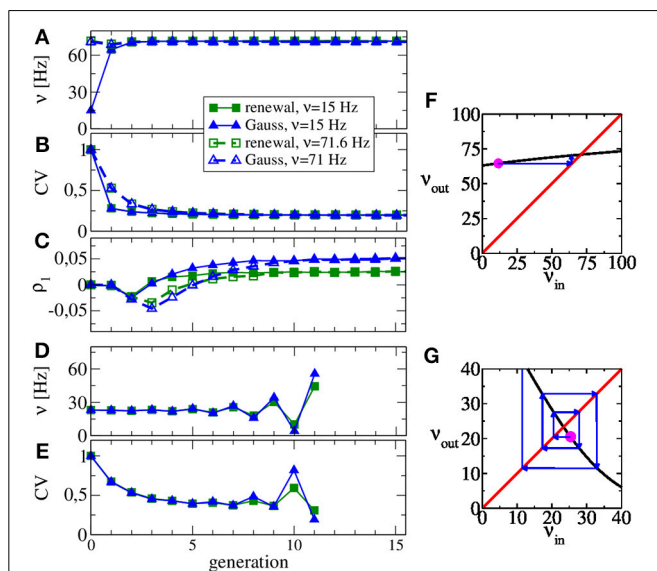 A
ν [Hz]
60
30
0
renewal, ν=15 Hz
Gauss, ν=15 Hz
renewal, ν=71.6 Hz
Gauss, ν=71 Hz
B
CV
1
0,5
0
C
ρ1
0,05
0
-0,05
D
ν [Hz]
60
30
0
E
CV
1
0,5
0
0 5 10 15
generation
F
νout
100
75
50
25
0
0 25 50 75 100
νin
G
νout
40
30
20
10
0
0 10 20 30 40
νin